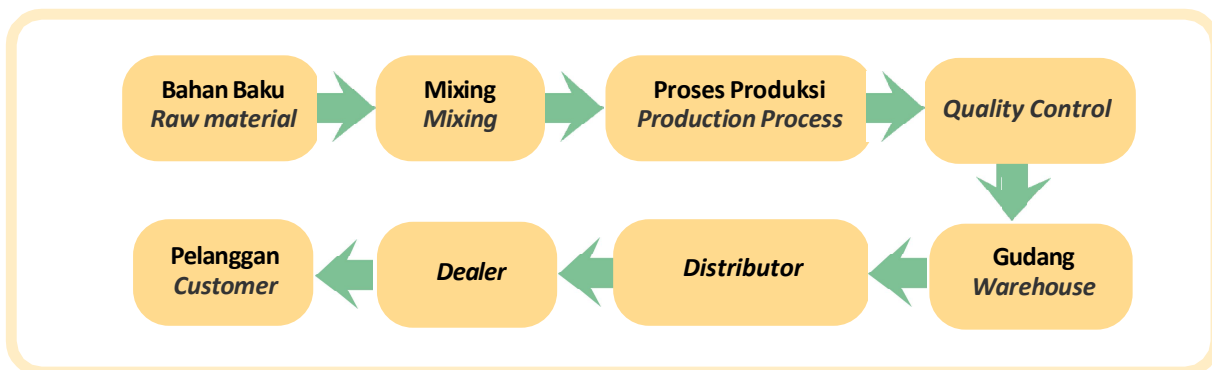 Bahan Baku
Raw material
Mixing
Mixing
Proses Produksi
Production Process
Quality Control
Gudang
Warehouse
Distributor
Dealer
Pelanggan
Customer